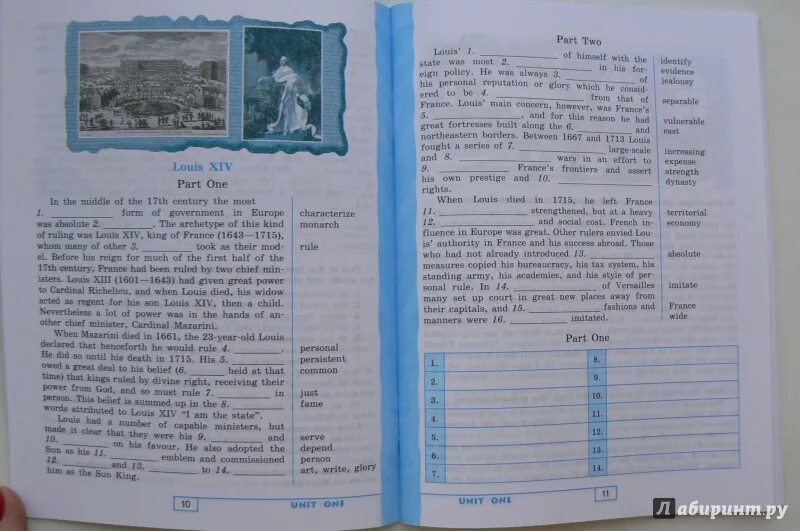 Louis XIV
Part One
In the middle of the 17th century the most
1. ____________ form of government in Europe characterize
was absolute 2. ________. The archetype of this kind monarch
of ruling was Louis XIV, king of France (1643—1715),
whom many of other 3. ________ took as their mod- rule
el. Before his reign for much of the first half of the
17th century, France had been ruled by two chief min-
isters. Louis XIII (1601—1643) had given great power
to Cardinal Richelieu, and when Louis died, his widow
acted as regent for his son Louis XIV, then a child.
Nevertheless a lot of power was in the hands of an-
other chief minister, Cardinal Mazarini.
When Mazarini died in 1661, the 23-year-old Louis
declared that henceforth he would rule 4. ________. personal
He did so until his death in 1715. His 5. ________ persistent
owed a great deal to his belief (6. ________ held at that common
time) that kings ruled by divine right, receiving their
power from God, and so must rule 7. ________ in just
person. This belief is summed up in the 8. ________ fame
words attributed to Louis XIV "I am the state".
Louis had a number of capable ministers, but
made it clear that they were his 9. ________ and serve
10. ________ on his favour. He also adopted the depend
Sun as his 11. ________ emblem and commissioned person
12. ________ and 13. ________ to 14. ________ art, write, glory
him as the Sun King.
10 UNIT ONE
Part Two
Louis' 1. ____________ of himself with the identify
state was most 2. ____________ in his for- evidence
eign policy. He was always 3. ____________ of jealousy
his personal reputation or glory which he consid-
ered to be 4. ____________ from that of separable
France. Louis' main concern, however, was France's
5. ____________, and for this reason he had vulnerable
great fortresses built along the 6. ____________ and east
northeastern borders. Between 1667 and 1713 Louis
fought a series of 7. ____________ large-scale increasing
and 8. ____________ wars in an effort to expense
9. ____________ France's frontiers and assert strength
his own prestige and 10. ____________ dynasty
rights.
When Louis died in 1715, he left France
11. ____________ strengthened, but at a heavy territorial
12. ____________ and social cost. French in- economy
fluence in Europe was great. Other rulers envied Lou-
is' authority in France and his success abroad. Those
who had not already introduced 13. ____________ absolute
measures copied his bureaucracy, his tax system, his
standing army, his academies, and his style of per-
sonal rule. In 14. ____________ of Versailles imitate
many set up court in great new places away from
their capitals, and 15. ____________ fashions and France
manners were 16. ____________ imitated. wide
Part One
1. 8.
2. 9.
3. 10.
4. 11.
5. 12.
6. 13.
7. 14.
UNIT ONE 11
Лабиринт.ру